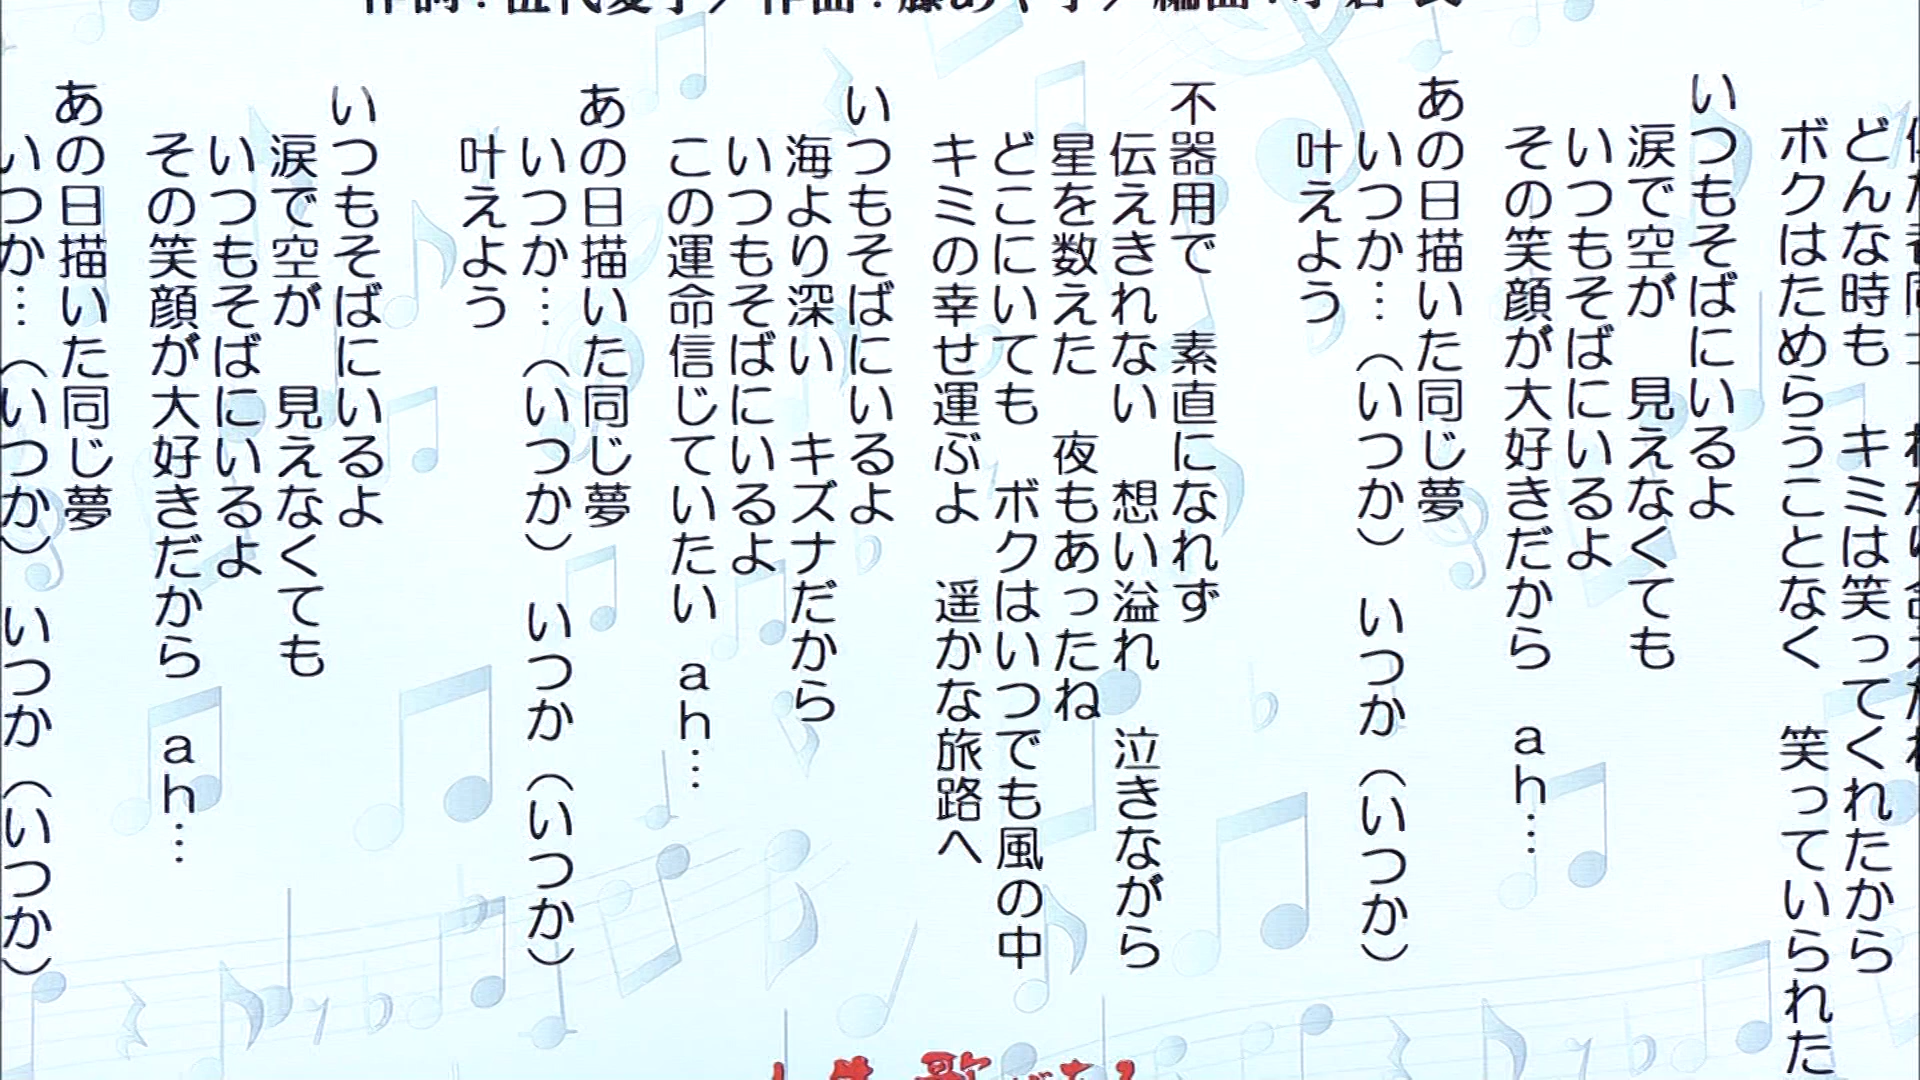 どんな時も　キミは笑ってくれたから
ボクはためらうことなく　笑っていられた
いつもそばにいるよ
涙で空が　見えなくても
いつもそばにいるよ
その笑顔が大好きだから　ah…
あの日描いた同じ夢
いつか…（いつか）　いつか（いつか）
叶えよう
不器用で　素直になれず
伝えきれない　想い溢れ　泣きながら
星を数えた　夜もあったね
どこにいても　ボクはいつでも風の中
キミの幸せ運ぶよ　遥かな旅路へ
いつもそばにいるよ
海より深い　キズナだから
いつもそばにいるよ
この運命信じていたい　ah…
あの日描いた同じ夢
いつか…（いつか）　いつか（いつか）
叶えよう
いつもそばにいるよ
涙で空が　見えなくても
いつもそばにいるよ
その笑顔が大好きだから　ah…
あの日描いた同じ夢
いつか…（いつか）　いつか（いつか）